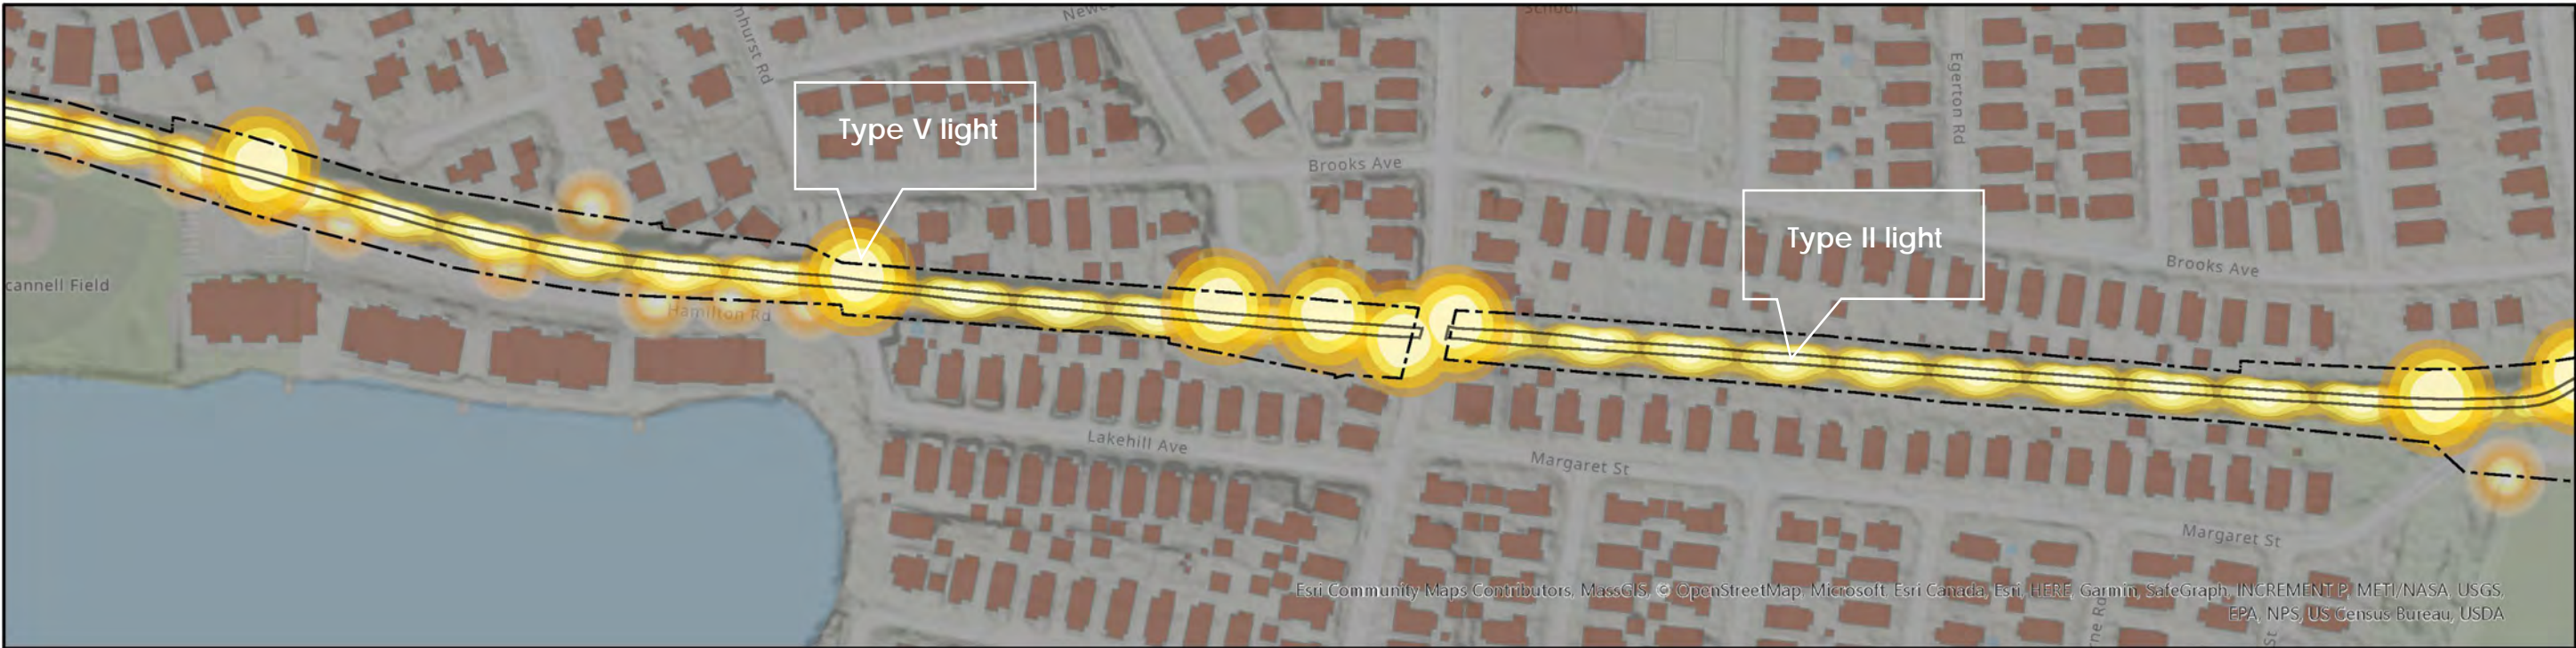 School
Egerton Rd
Type V light
Brooks Ave
Type II light
Brooks Ave
cannell Field
Hamilton Rd
Lakehill Ave
Margaret St
Margaret St
Esri Community Maps Contributors, MassGIS, © OpenStreetMap, Microsoft, Esri Canada, Esri, HERE, Garmin, SafeGraph, INCREMENT P, METI/NASA, USGS,
EPA, NPS, US Census Bureau, USDA